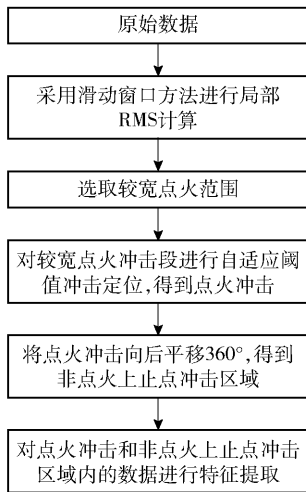 原始数据
采用滑动窗口方法进行局部
RMS计算
选取较宽点火范围
对较宽点火冲击段进行自适应阈
值冲击定位,得到点火冲击
将点火冲击向后平移360°,得到
非点火上止点冲击区域
对点火冲击和非点火上止点冲击
区域内的数据进行特征提取